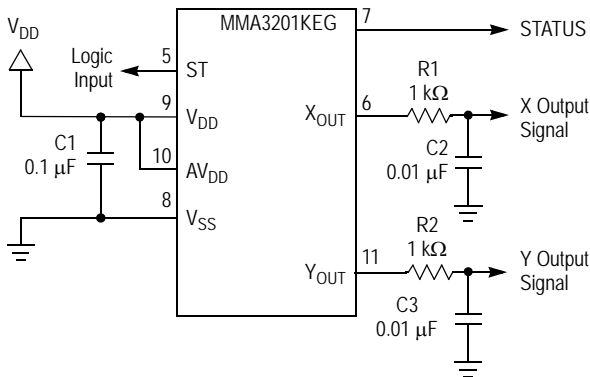 MMA3201KEG
V_DD
Logic
Input
5
ST
7
STATUS
9
V_DD
X_OUT
6
R1
1 kΩ
X Output
Signal
C1
0.1 μF
10
AV_DD
C2
0.01 μF
8
V_SS
R2
1 kΩ
Y_OUT
11
Y Output
Signal
C3
0.01 μF